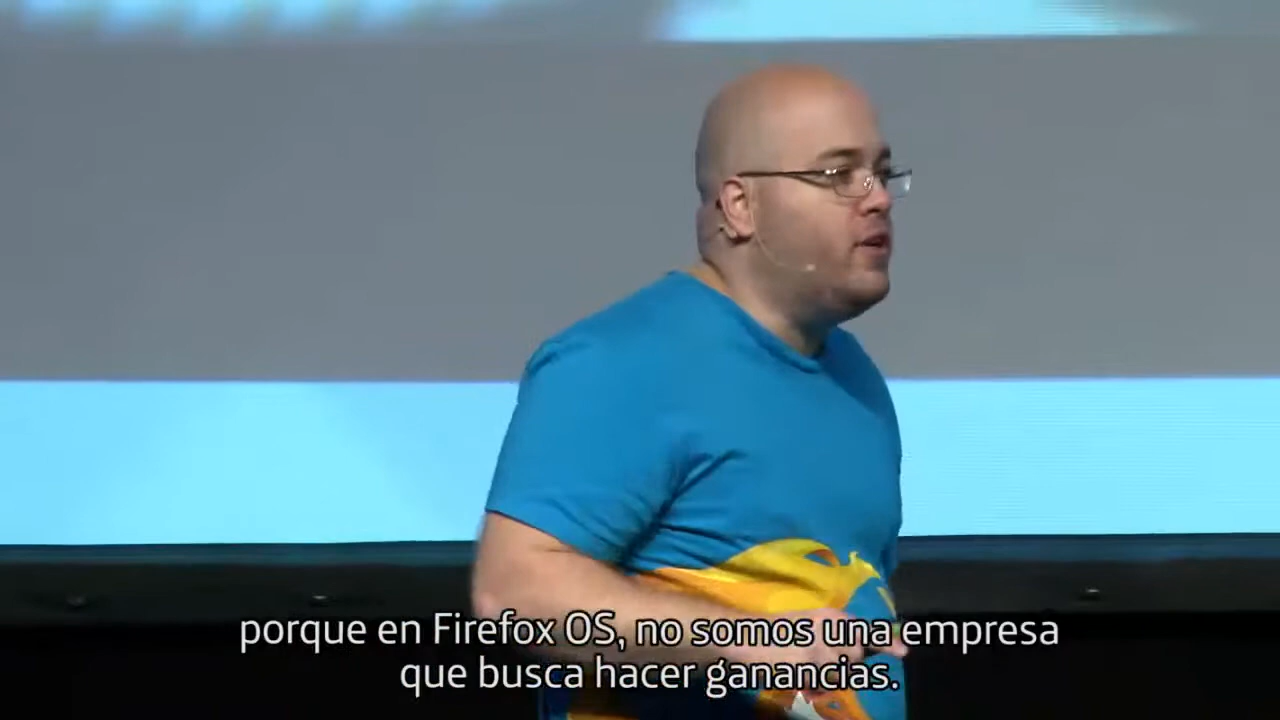 porque en Firefox OS, no somos una empresa
que busca hacer ganancias.